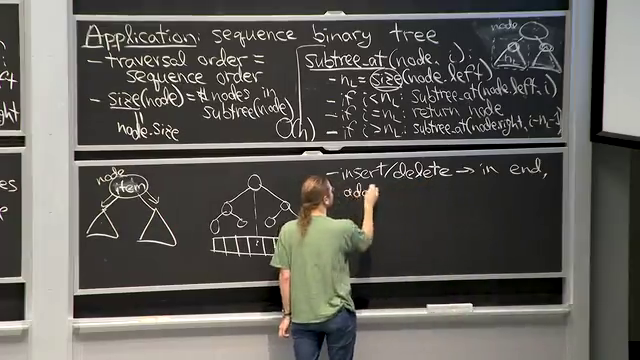 Application: sequence binary tree
- traversal order =
sequence order
- size(node) = # nodes in
subtree(node)
node.size
subtree_at(node, i):
- nL = size(node.left)
- if i < nL: subtree_at(node.left, i)
- if i = nL: return node
- if i > nL: subtree_at(node.right, i-nL-1)
O(h)
node
nL
node
item
- insert/delete → in end,
add